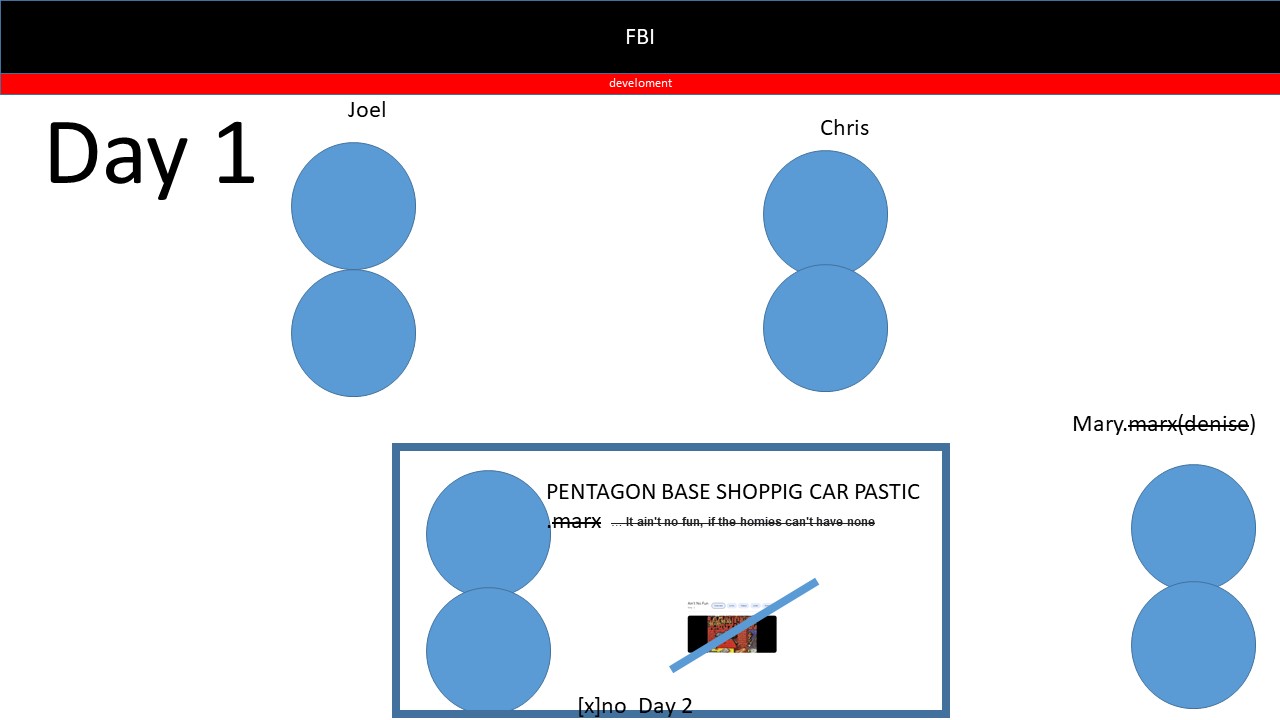 FBI
develoment
Day 1
Joel
Chris
Mary.marx(denise)
PENTAGON BASE SHOPPIG CAR PASTIC
.marx ... It ain't no fun, if the homies can't have none
[x]no Day 2